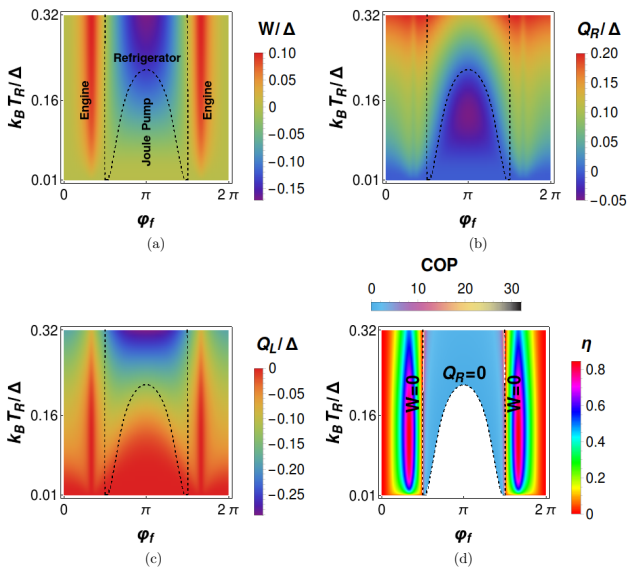 W/Δ
0.32
0.16
0.01
k_B T_R/Δ
Engine
Refrigerator
Joule Pump
Engine
0.10
0.05
0
−0.05
−0.10
−0.15
0
π
2 π
φ_f
(a)
Q_R/Δ
0.32
0.16
0.01
k_B T_R/Δ
0.20
0.15
0.10
0.05
0
−0.05
0
π
2 π
φ_f
(b)
Q_L/Δ
0.32
0.16
0.01
k_B T_R/Δ
0
−0.05
−0.10
−0.15
−0.20
−0.25
0
π
2 π
φ_f
(c)
COP
0 10 20 30
η
0.32
0.16
0.01
k_B T_R/Δ
W=0
Q_R=0
W=0
0.8
0.6
0.4
0.2
0
0
π
2 π
φ_f
(d)